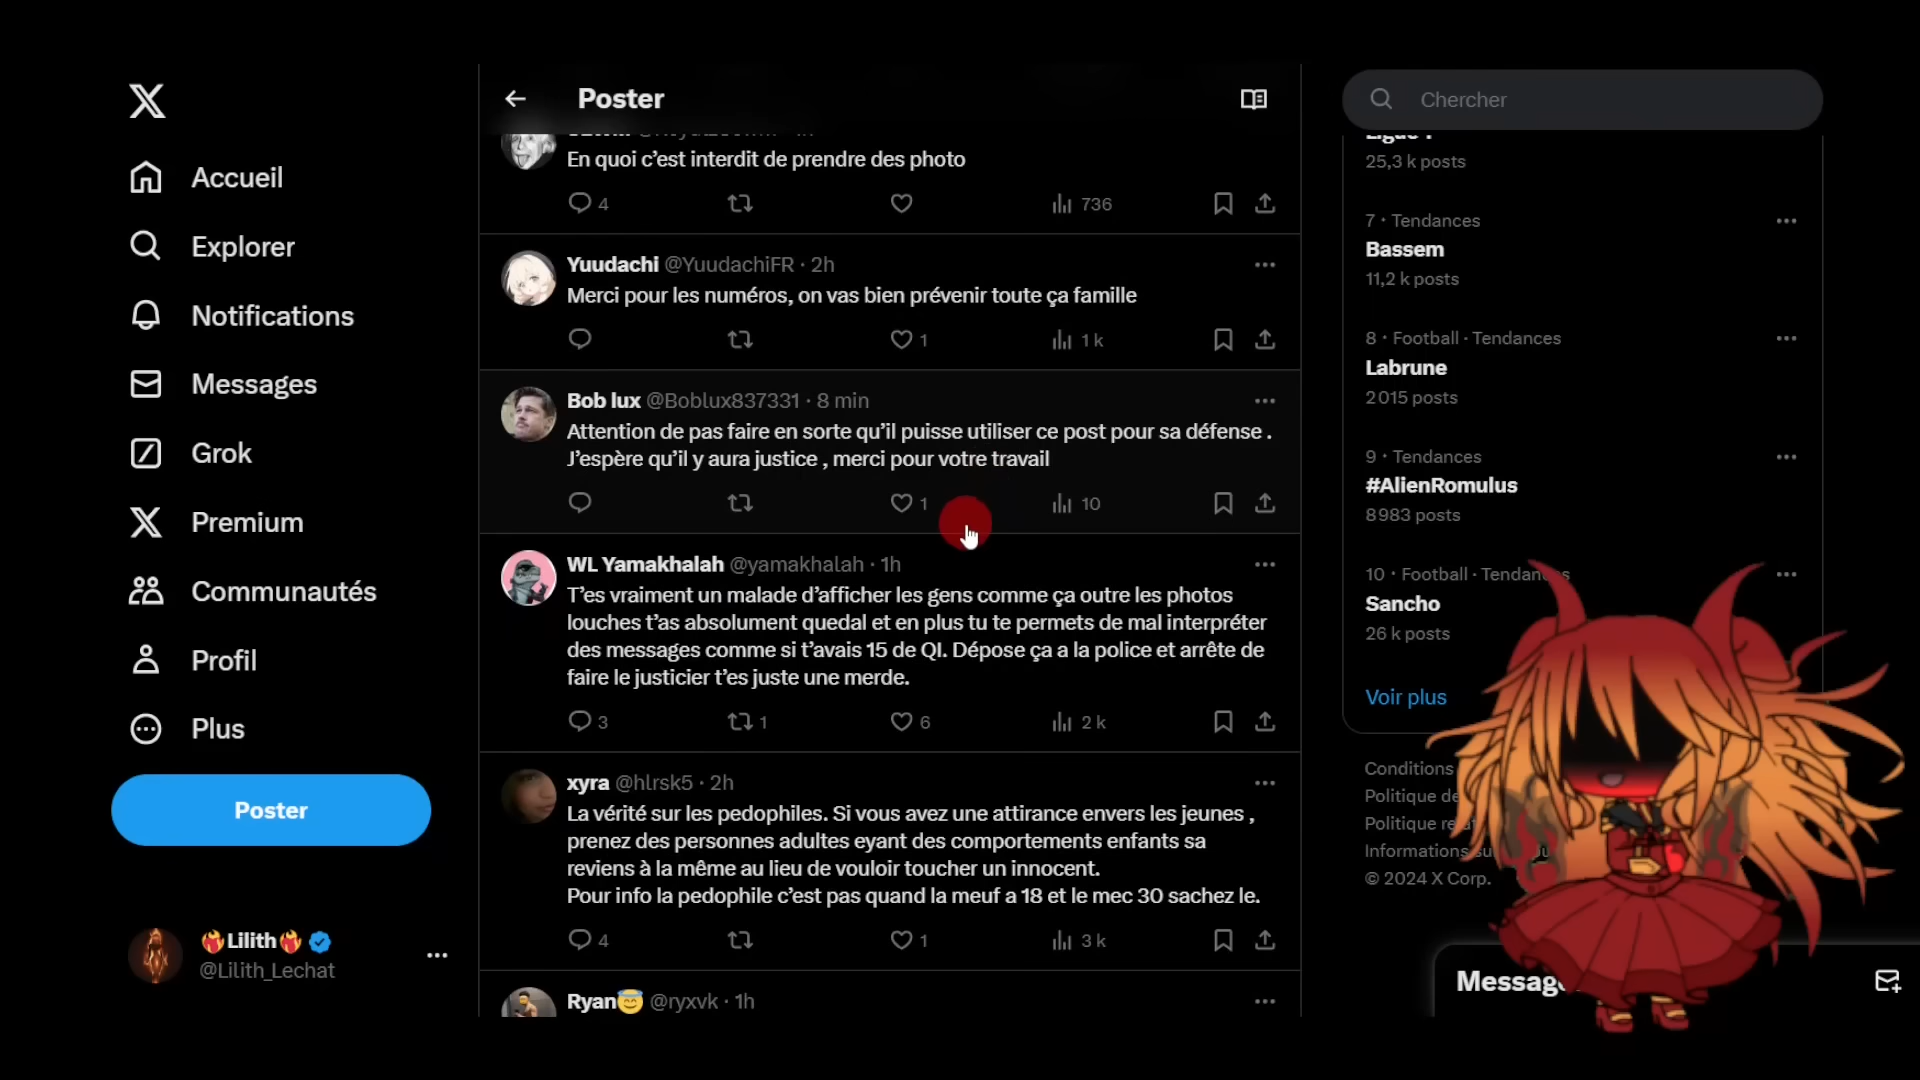 Poster
Chercher
Accueil
Explorer
Notifications
Messages
Grok
Premium
Communautés
Profil
Plus
Poster
🔥Lilith🔥
@Lilith_Lechat
En quoi c’est interdit de prendre des photo
4
736
Yuudachi @YuudachiFR · 2h
Merci pour les numéros, on vas bien prévenir toute ça famille
1
1 k
Bob lux @Boblux837331 · 8 min
Attention de pas faire en sorte qu’il puisse utiliser ce post pour sa défense .
J’espère qu’il y aura justice , merci pour votre travail
1
10
WL Yamakhalah @yamakhalah · 1h
T’es vraiment un malade d’afficher les gens comme ça outre les photos
louches t’as absolument quedal et en plus tu te permets de mal interpréter
des messages comme si t’avais 15 de QI. Dépose ça a la police et arrête de
faire le justicier t’es juste une merde.
3
1
6
2 k
xyra @hlrsk5 · 2h
La vérité sur les pedophiles. Si vous avez une attirance envers les jeunes ,
prenez des personnes adultes eyant des comportements enfants sa
reviens à la même au lieu de vouloir toucher un innocent.
Pour info la pedophile c’est pas quand la meuf a 18 et le mec 30 sachez le.
4
1
3 k
Ryan😇 @ryxvk · 1h
Ligue 1
25,3 k posts
7 · Tendances
Bassem
11,2 k posts
8 · Football · Tendances
Labrune
2 015 posts
9 · Tendances
#AlienRomulus
8 983 posts
10 · Football · Tendances
Sancho
26 k posts
Voir plus
Conditions
Politique de
Politique
Informations
© 2024 X Corp.
Messages